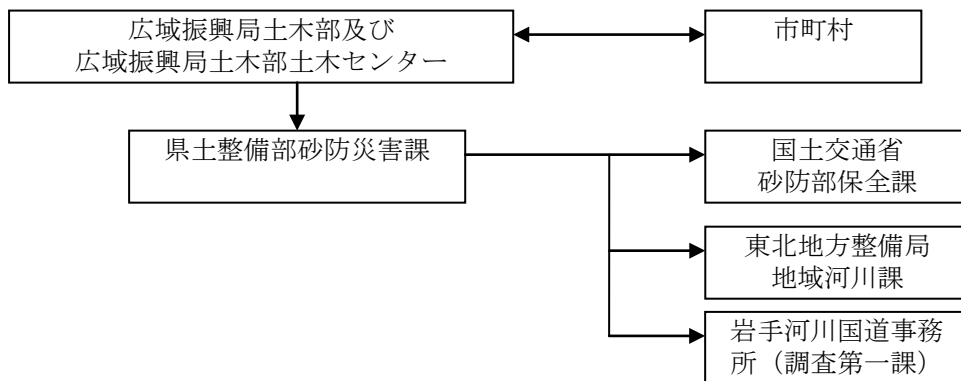 広域振興局土木部及び
広域振興局土木部土木センター
市町村
県土整備部砂防災害課
国土交通省
砂防部保全課
東北地方整備局
地域河川課
岩手河川国道事務
所（調査第一課）